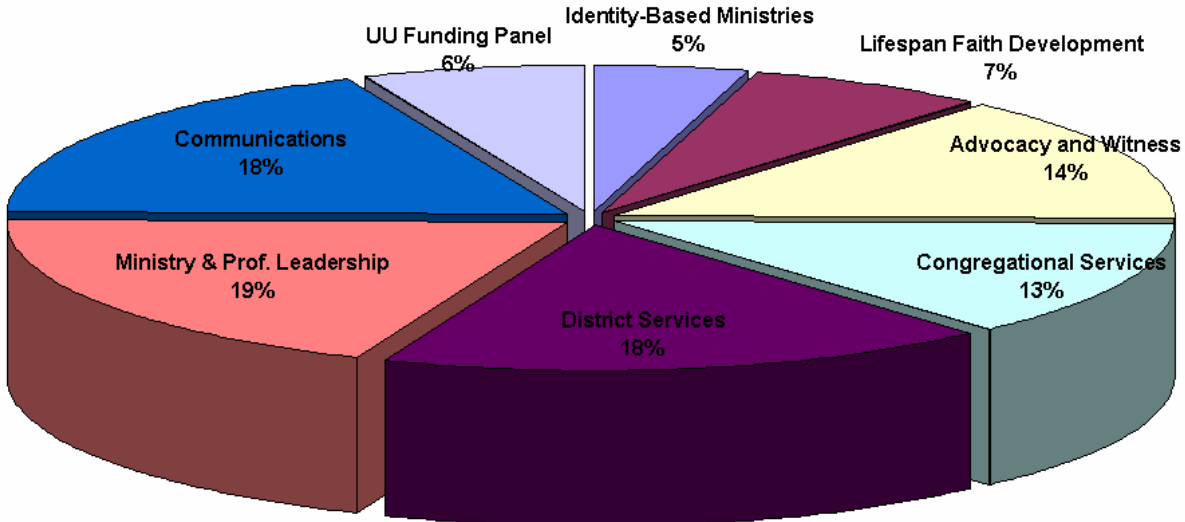 Identity-Based Ministries
5%
UU Funding Panel
6%
Lifespan Faith Development
7%
Communications
18%
Advocacy and Witness
14%
Ministry & Prof. Leadership
19%
Congregational Services
13%
District Services
18%